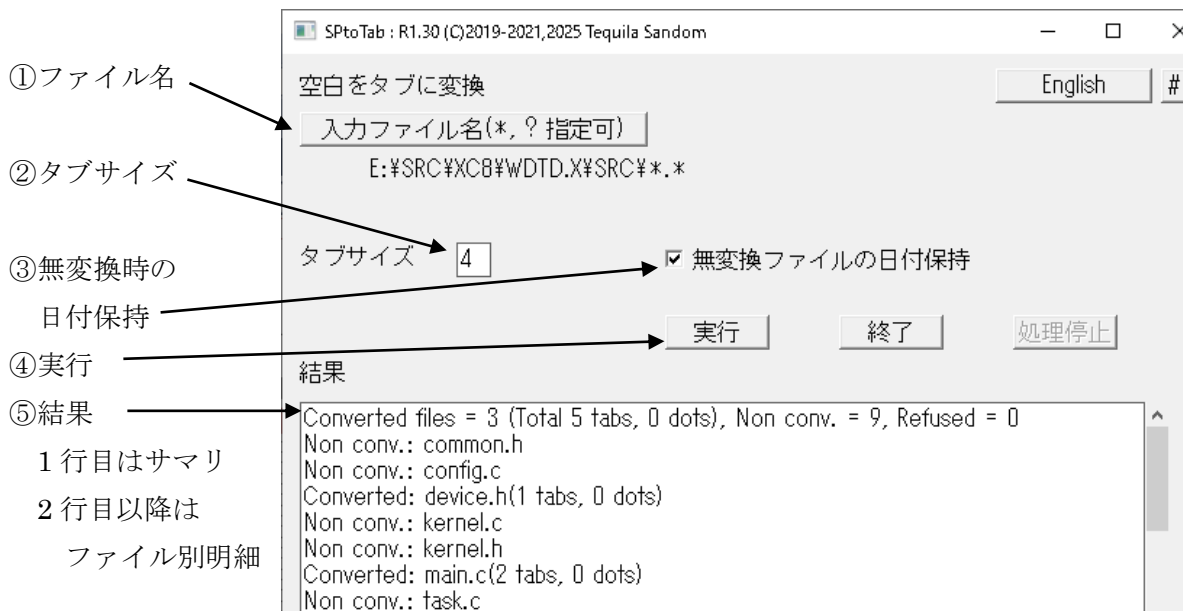 SPtoTab : R1.30 (C)2019-2021,2025 Tequila Sandom
①ファイル名
空白をタブに変換
English
#
入力ファイル名(*, ? 指定可)
E:¥SRC¥XC8¥WDTD.X¥SRC¥*.*
②タブサイズ
タブサイズ
4
無変換ファイルの日付保持
③無変換時の
日付保持
実行
終了
処理停止
④実行
結果
⑤結果
1 行目はサマリ
2 行目以降は
ファイル別明細
Converted files = 3 (Total 5 tabs, 0 dots), Non conv. = 9, Refused = 0
Non conv.: common.h
Non conv.: config.c
Converted: device.h(1 tabs, 0 dots)
Non conv.: kernel.c
Non conv.: kernel.h
Converted: main.c(2 tabs, 0 dots)
Non conv.: task.c